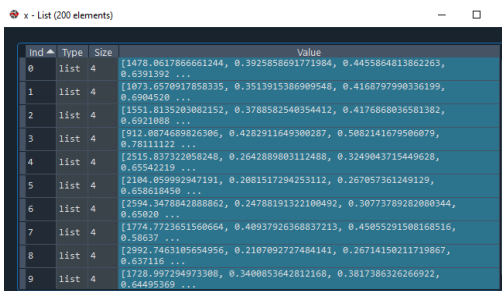 x - List (200 elements)
Ind Type Size Value
0 list 4 [1478.0617866661244, 0.3925858691771984, 0.4455864813862263,
0.6391392 ...
1 list 4 [1073.6570917858335, 0.3513915386909548, 0.4168797990336199,
0.6904520 ...
2 list 4 [1551.8135203082152, 0.3788582540354412, 0.4176868036581382,
0.6921088 ...
3 list 4 [912.0874689826306, 0.4282911649300287, 0.5082141679506079,
0.78111122 ...
4 list 4 [2515.837322058248, 0.2642889803112488, 0.3249043715449628,
0.65542219 ...
5 list 4 [2104.059992947191, 0.2081517294253112, 0.267057361249129,
0.658618450 ...
6 list 4 [2594.3478842888862, 0.24788191322100492, 0.30773789282080344,
0.65020 ...
7 list 4 [1774.7723651560664, 0.40937926368837213, 0.45055291508168516,
0.58637 ...
8 list 4 [2992.7463105654956, 0.2107092727484141, 0.26714150211719867,
0.637116 ...
9 list 4 [1728.997294973308, 0.3400853642812168, 0.3817386326266922,
0.64495369 ...